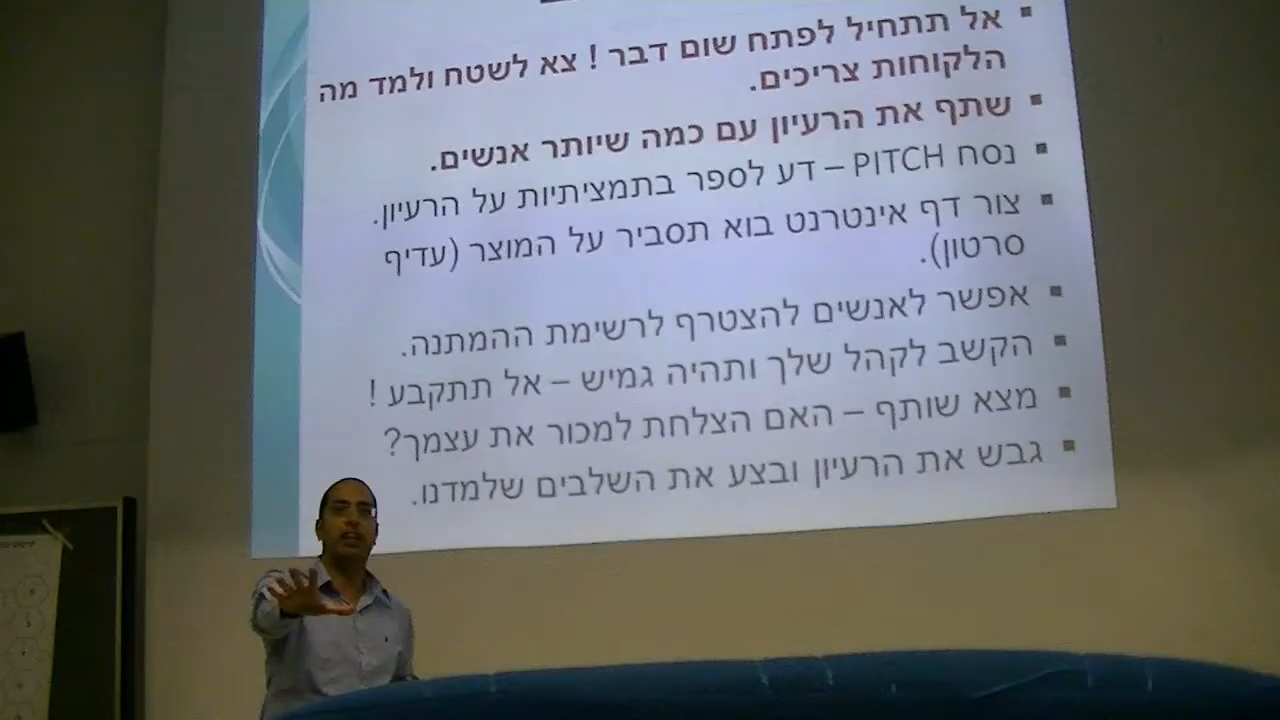 אל תתחיל לפתח שום דבר ! צא לשטח ולמד מה
הלקוחות צריכים.
שתף את הרעיון עם כמה שיותר אנשים.
נסח PITCH – דע לספר בתמציתיות על הרעיון.
צור דף אינטרנט בוא תסביר על המוצר (עדיף
סרטון).
אפשר לאנשים להצטרף לרשימת ההמתנה.
הקשב לקהל שלך ותהיה גמיש – אל תתקבע !
מצא שותף – האם הצלחת למכור את עצמך?
גבש את הרעיון ובצע את השלבים שלמדנו.